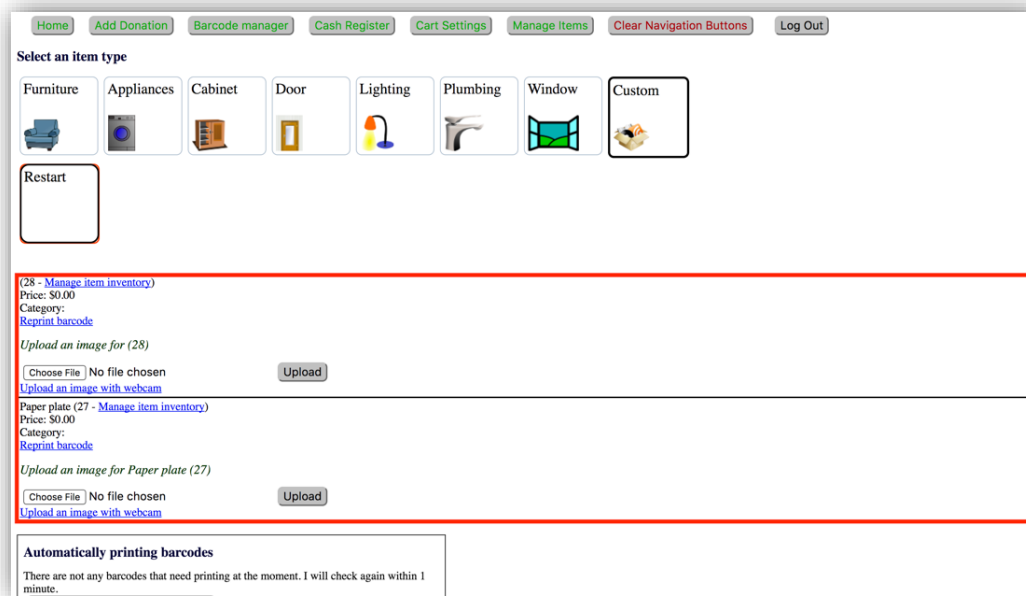 Home Add Donation Barcode manager Cash Register Cart Settings Manage Items Clear Navigation Buttons Log Out
Select an item type
Furniture Appliances Cabinet Door Lighting Plumbing Window Custom
Restart
(28 - Manage item inventory)
Price: $0.00
Category:
Reprint barcode
Upload an image for (28)
Choose File No file chosen Upload
Upload an image with webcam
Paper plate (27 - Manage item inventory)
Price: $0.00
Category:
Reprint barcode
Upload an image for Paper plate (27)
Choose File No file chosen Upload
Upload an image with webcam
Automatically printing barcodes
There are not any barcodes that need printing at the moment. I will check again within 1
minute.